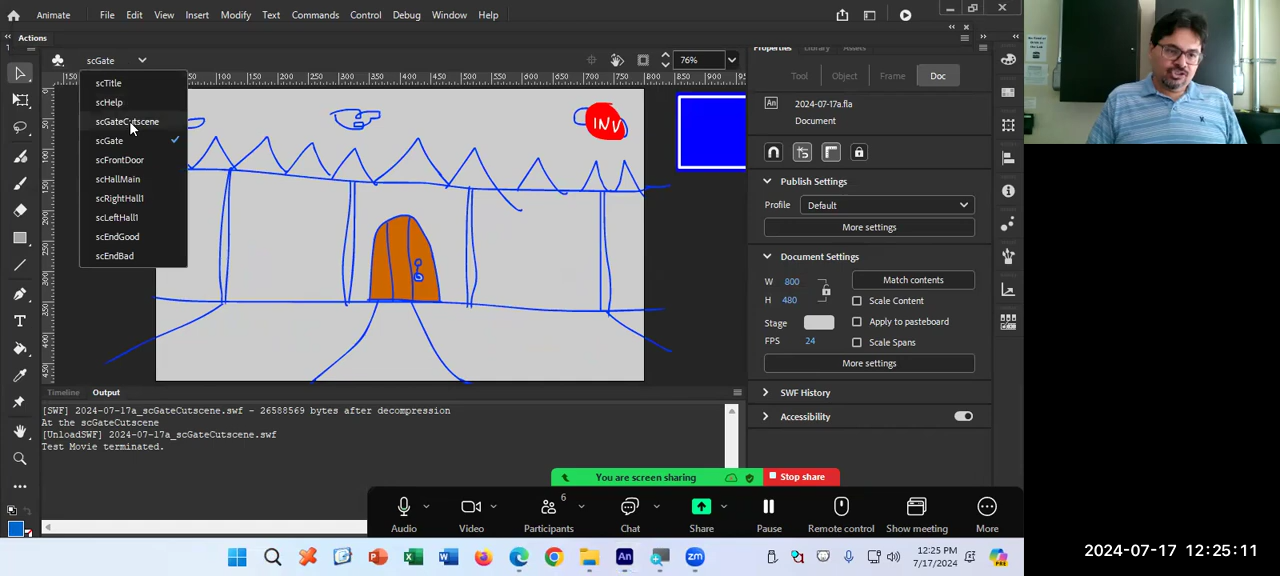 Animate File Edit View Insert Modify Text Commands Control Debug Window Help
Actions
scGate
76%
scTitle
scHelp
scGateCutscene
scGate
scFrontDoor
scHallMain
scRightHall1
scLeftHall1
scEndGood
scEndBad
INV
Properties Library Assets
Tool Object Frame Doc
An 2024-07-17a.fla
Document
Publish Settings
Profile Default
More settings
Document Settings
W 800 Match contents
H 480 Scale Content
Stage Apply to pasteboard
FPS 24 Scale Spans
More settings
SWF History
Accessibility
Timeline Output
[SWF] 2024-07-17a_scGateCutscene.swf - 26588569 bytes after decompression
At the scGateCutscene
[UnloadSWF] 2024-07-17a_scGateCutscene.swf
Test Movie terminated.
You are screen sharing Stop share
6
Audio Video Participants Chat Share Pause Remote control Show meeting More
12:25 PM
7/17/2024
2024-07-17 12:25:11